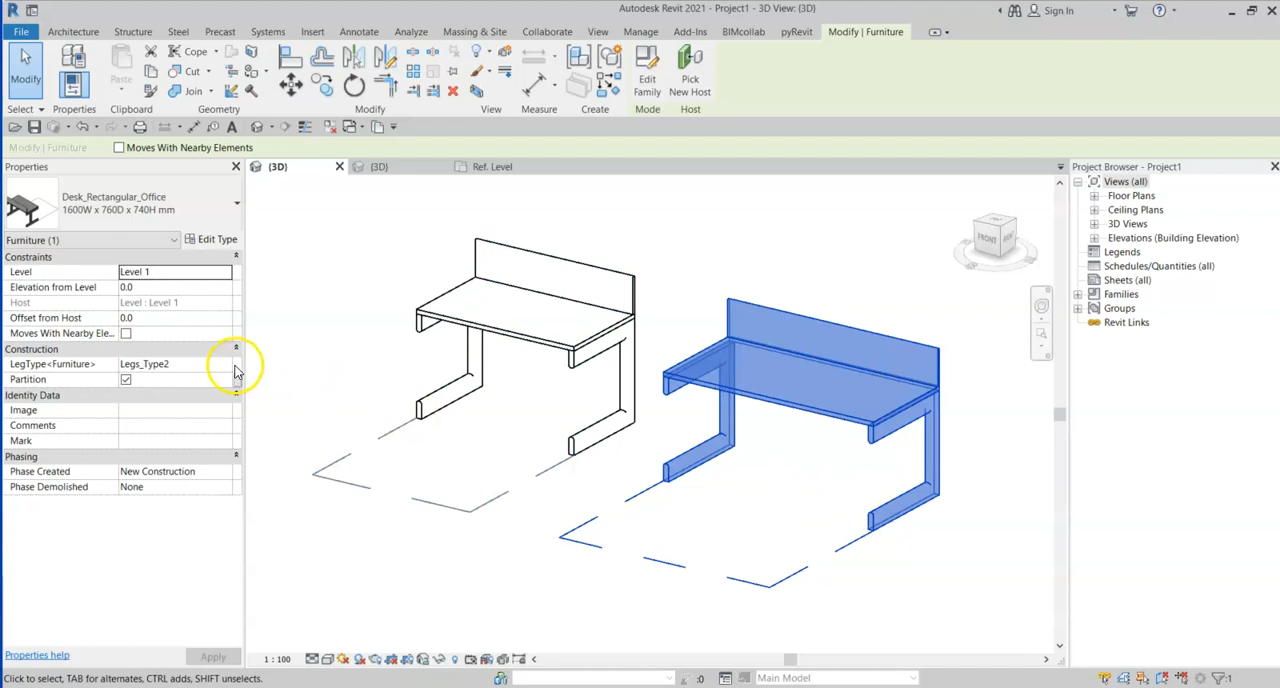 Autodesk Revit 2021 - Project1 - 3D View: {3D}
Sign In
File Architecture Structure Steel Precast Systems Insert Annotate Analyze Massing & Site Collaborate View Manage Add-Ins BIMcollab pyRevit Modify | Furniture
Modify
Paste
Cope
Cut
Join
Edit
Family
Pick
New Host
Select Properties Clipboard Geometry Modify View Measure Create Mode Host
Modify | Furniture
Moves With Nearby Elements
Properties
{3D}
{3D}
Ref. Level
Project Browser - Project1
Desk_Rectangular_Office
1600W x 760D x 740H mm
Furniture (1)
Edit Type
Constraints
Level Level 1
Elevation from Level 0.0
Host Level : Level 1
Offset from Host 0.0
Moves With Nearby Ele...
Construction
LegType<Furniture> Legs_Type2
Partition
Identity Data
Image
Comments
Mark
Phasing
Phase Created New Construction
Phase Demolished None
FRONT
Views (all)
Floor Plans
Ceiling Plans
3D Views
Elevations (Building Elevation)
Legends
Schedules/Quantities (all)
Sheets (all)
Families
Groups
Revit Links
Properties help
Apply
1 : 100
Click to select, TAB for alternates, CTRL adds, SHIFT unselects.
:0
Main Model
:1